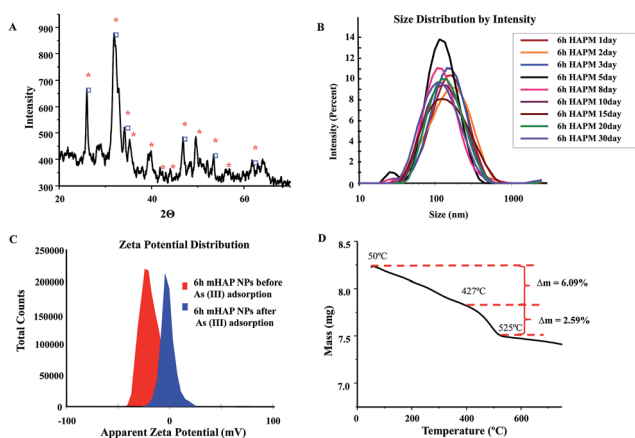 A
900
800
700
600
500
400
300
Intensity
20
30
40
50
60
2Θ
B
Size Distribution by Intensity
14
12
10
8
6
4
2
0
Intensity (Percent)
10
100
1000
Size (nm)
6h HAPM 1day
6h HAPM 2day
6h HAPM 3day
6h HAPM 5day
6h HAPM 8day
6h HAPM 10day
6h HAPM 15day
6h HAPM 20day
6h HAPM 30day
C
Zeta Potential Distribution
250000
200000
150000
100000
50000
0
Total Counts
-100
0
100
Apparent Zeta Potential (mV)
6h mHAP NPs before
As (III) adsorption
6h mHAP NPs after
As (III) adsorption
D
8.5
8.0
7.5
7.0
Mass (mg)
50ºC
427ºC
525ºC
Δm = 6.09%
Δm = 2.59%
0
200
400
600
Temperature (ºC)